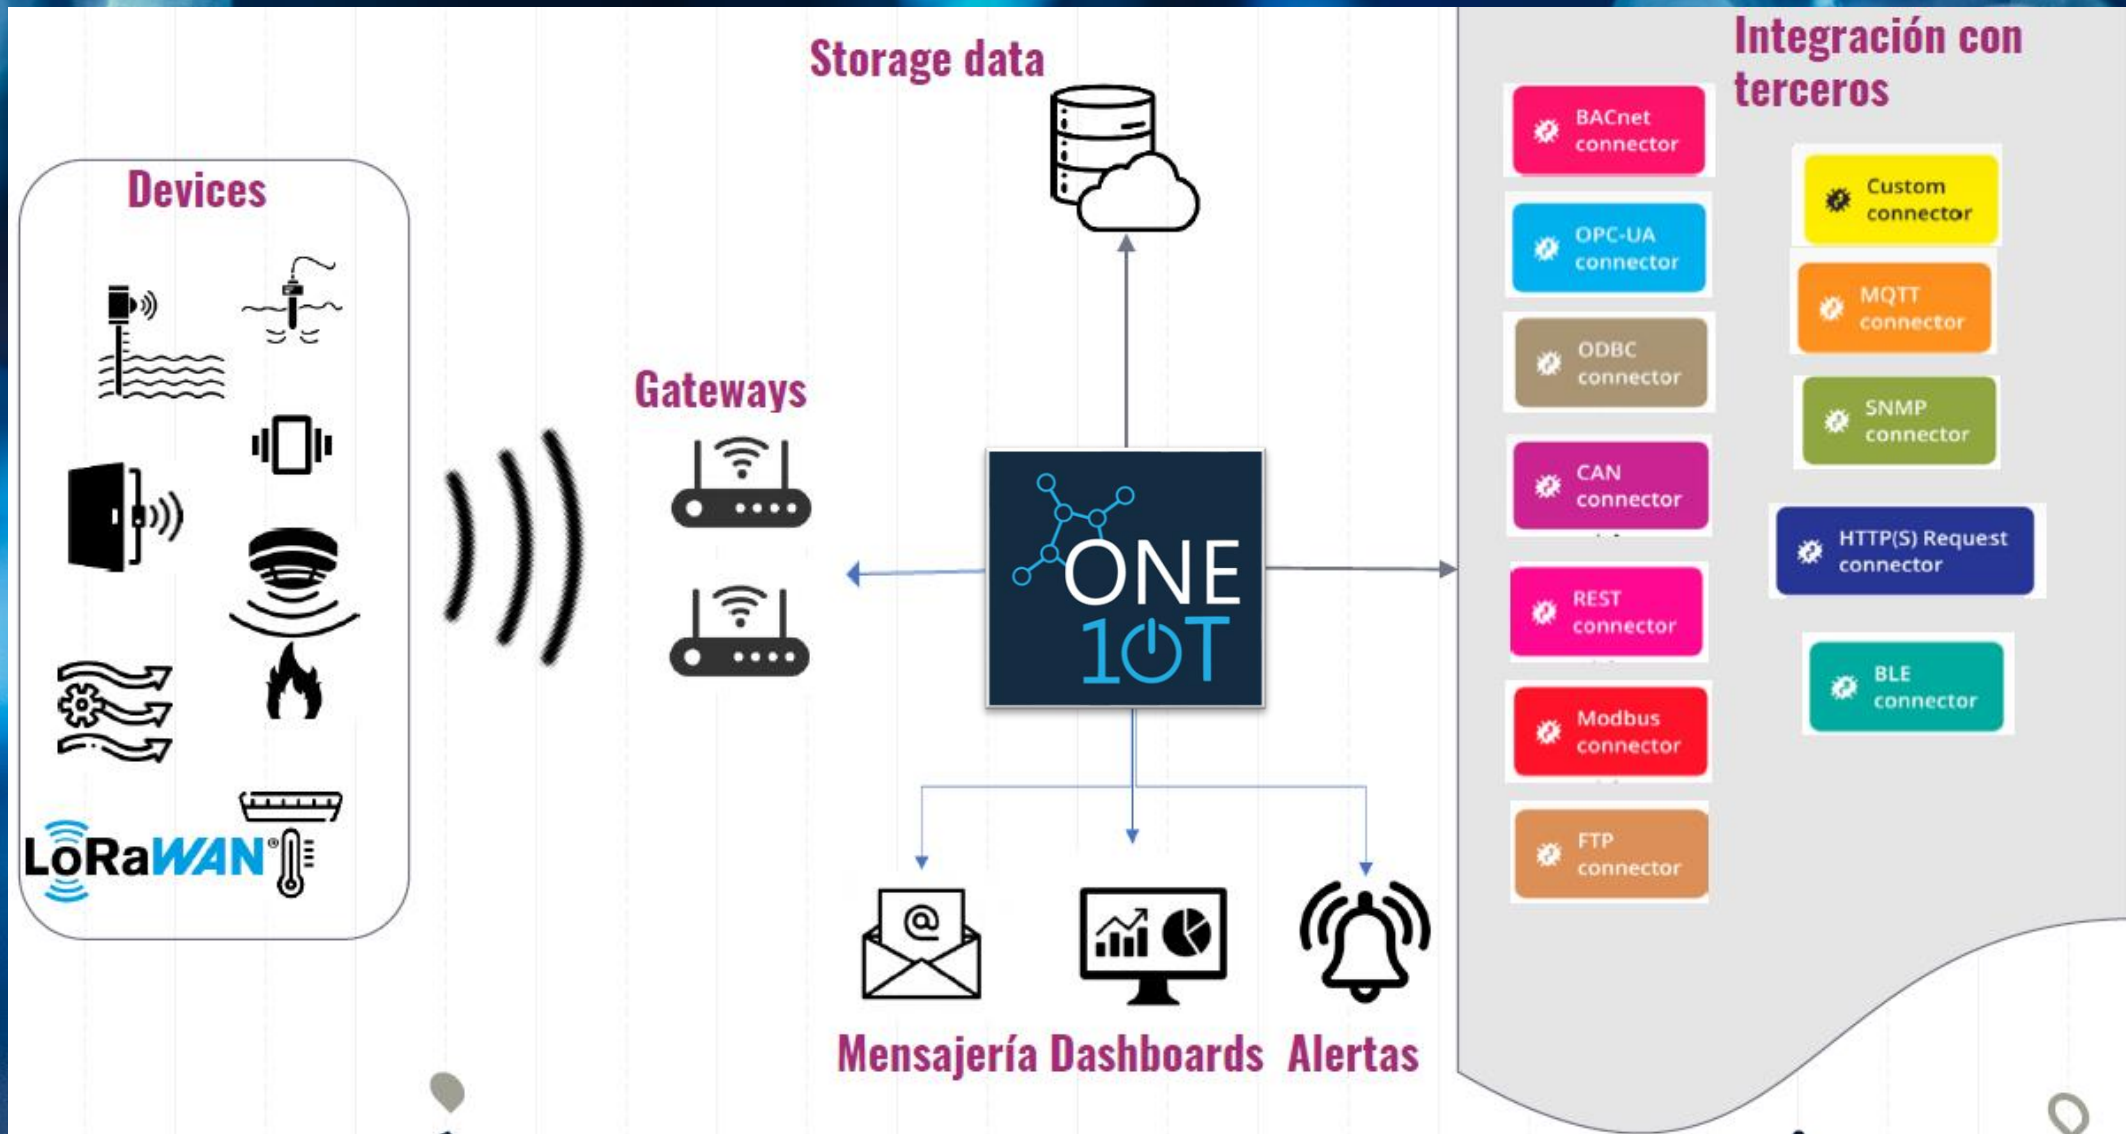 Storage data
Integración con
terceros
Devices
Gateways
LoRaWAN®
ONE
1OT
@
Mensajería
Dashboards
Alertas
BACnet
connector
OPC-UA
connector
ODBC
connector
CAN
connector
REST
connector
Modbus
connector
FTP
connector
Custom
connector
MQTT
connector
SNMP
connector
HTTP(S) Request
connector
BLE
connector